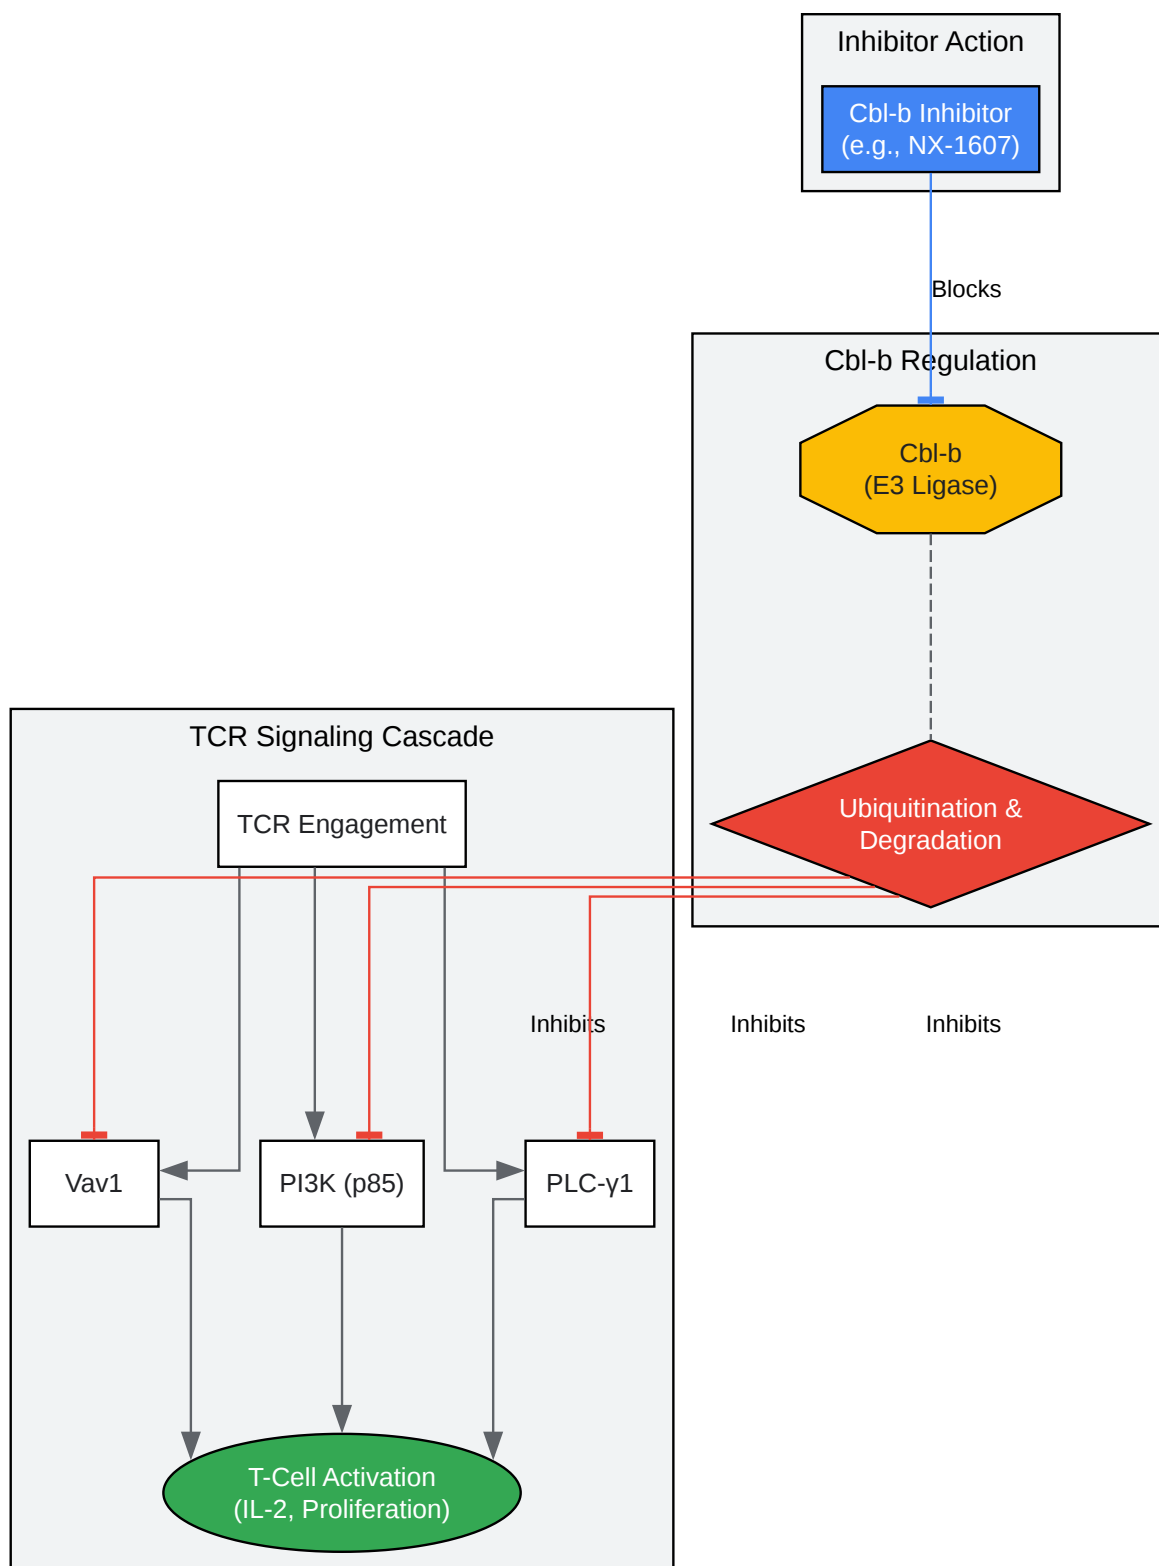 Inhibitor Action
Cbl-b Inhibitor
(e.g., NX-1607)
Blocks
Cbl-b Regulation
Cbl-b
(E3 Ligase)
TCR Signaling Cascade
TCR Engagement
Ubiquitination &
Degradation
Inhibits
Inhibits
Inhibits
Vav1
PI3K (p85)
PLC-γ1
T-Cell Activation
(IL-2, Proliferation)